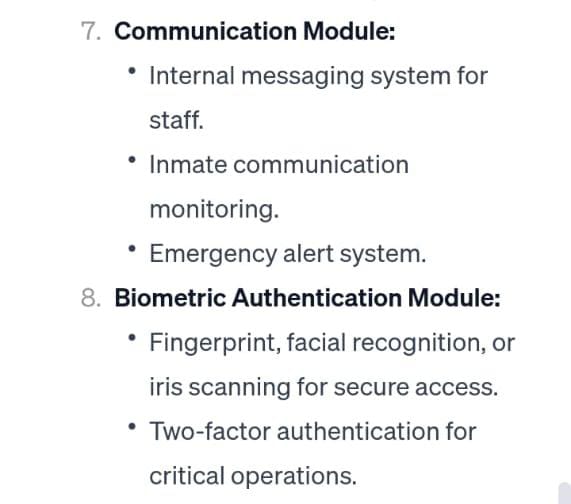 7. Communication Module:
• Internal messaging system for
staff.
• Inmate communication
monitoring.
• Emergency alert system.
8. Biometric Authentication Module:
• Fingerprint, facial recognition, or
iris scanning for secure access.
• Two-factor authentication for
critical operations.